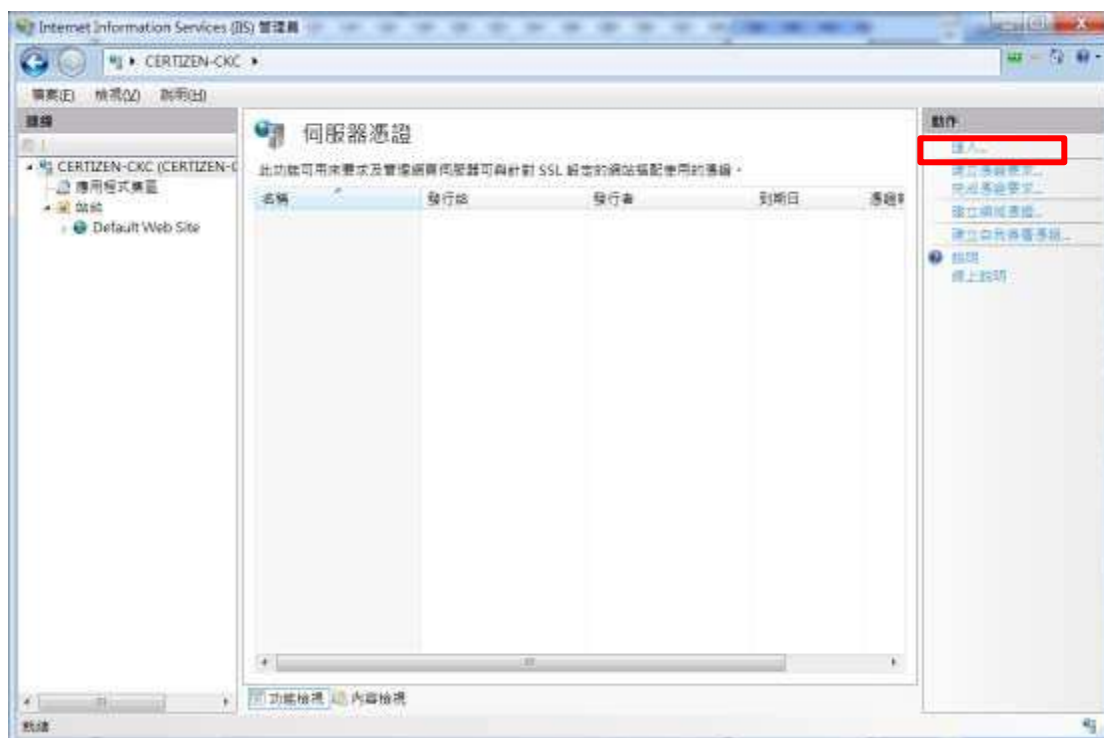 Internet Information Services (IIS) 管理員
CERTIZEN-CKC
檔案(F) 檢視(V) 說明(H)
連線
CERTIZEN-CKC (CERTIZEN-C
應用程式集區
站台
Default Web Site
伺服器憑證
此功能可用來要求及管理網頁伺服器可與針對 SSL 設定的網站搭配使用的憑證。
名稱 發行給 發行者 到期日 憑證
功能檢視 內容檢視
動作
匯入...
建立憑證要求...
完成憑證要求...
建立網域憑證...
建立自我簽署憑證...
說明
線上說明
就緒